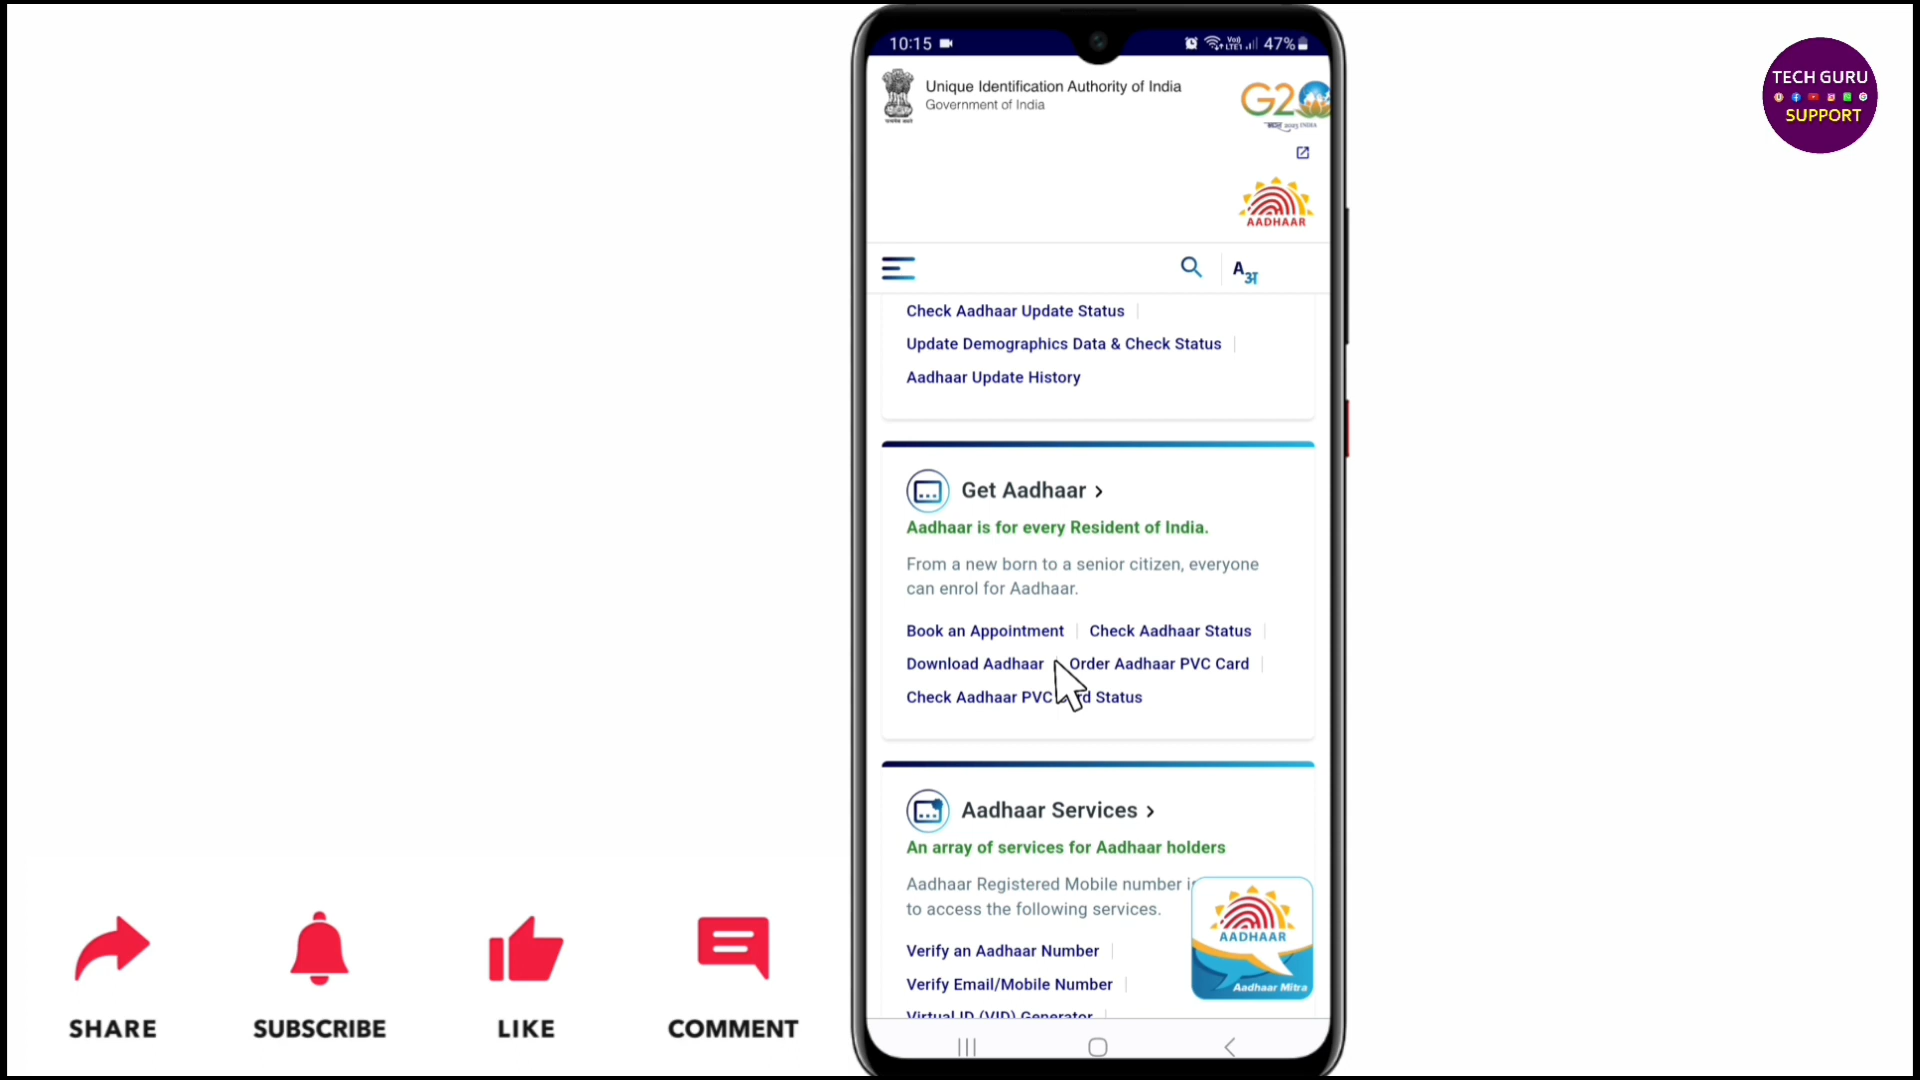 10:15
47%
Unique Identification Authority of India
Government of India
G20
AADHAAR
A अ
Check Aadhaar Update Status
Update Demographics Data & Check Status
Aadhaar Update History
Get Aadhaar >
Aadhaar is for every Resident of India.
From a new born to a senior citizen, everyone
can enrol for Aadhaar.
Book an Appointment
Check Aadhaar Status
Download Aadhaar
Order Aadhaar PVC Card
Check Aadhaar PVC Status
Aadhaar Services >
An array of services for Aadhaar holders
Aadhaar Registered Mobile number
to access the following services.
Verify an Aadhaar Number
Verify Email/Mobile Number
Virtual ID (VID) Generator
AADHAAR
Aadhaar Mitra
TECH GURU
SUPPORT
SHARE
SUBSCRIBE
LIKE
COMMENT